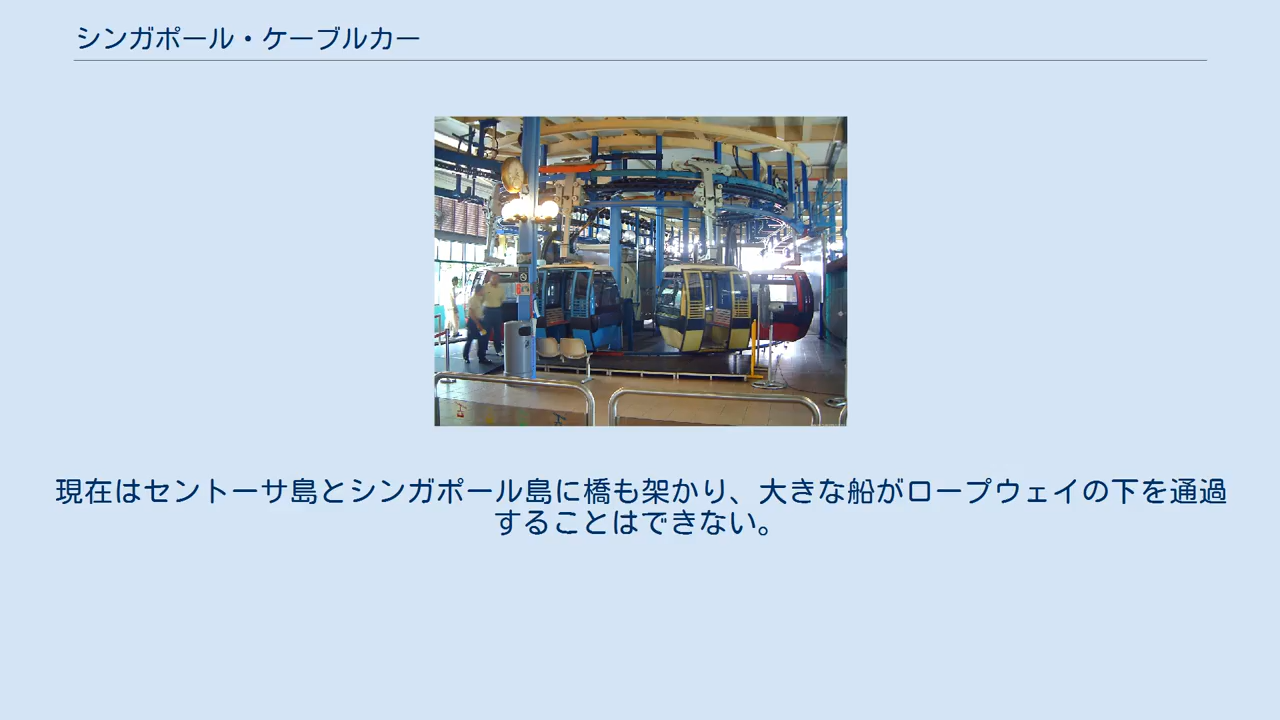 シンガポール・ケーブルカー
現在はセントーサ島とシンガポール島に橋も架かり、大きな船がロープウェイの下を通過
することはできない。